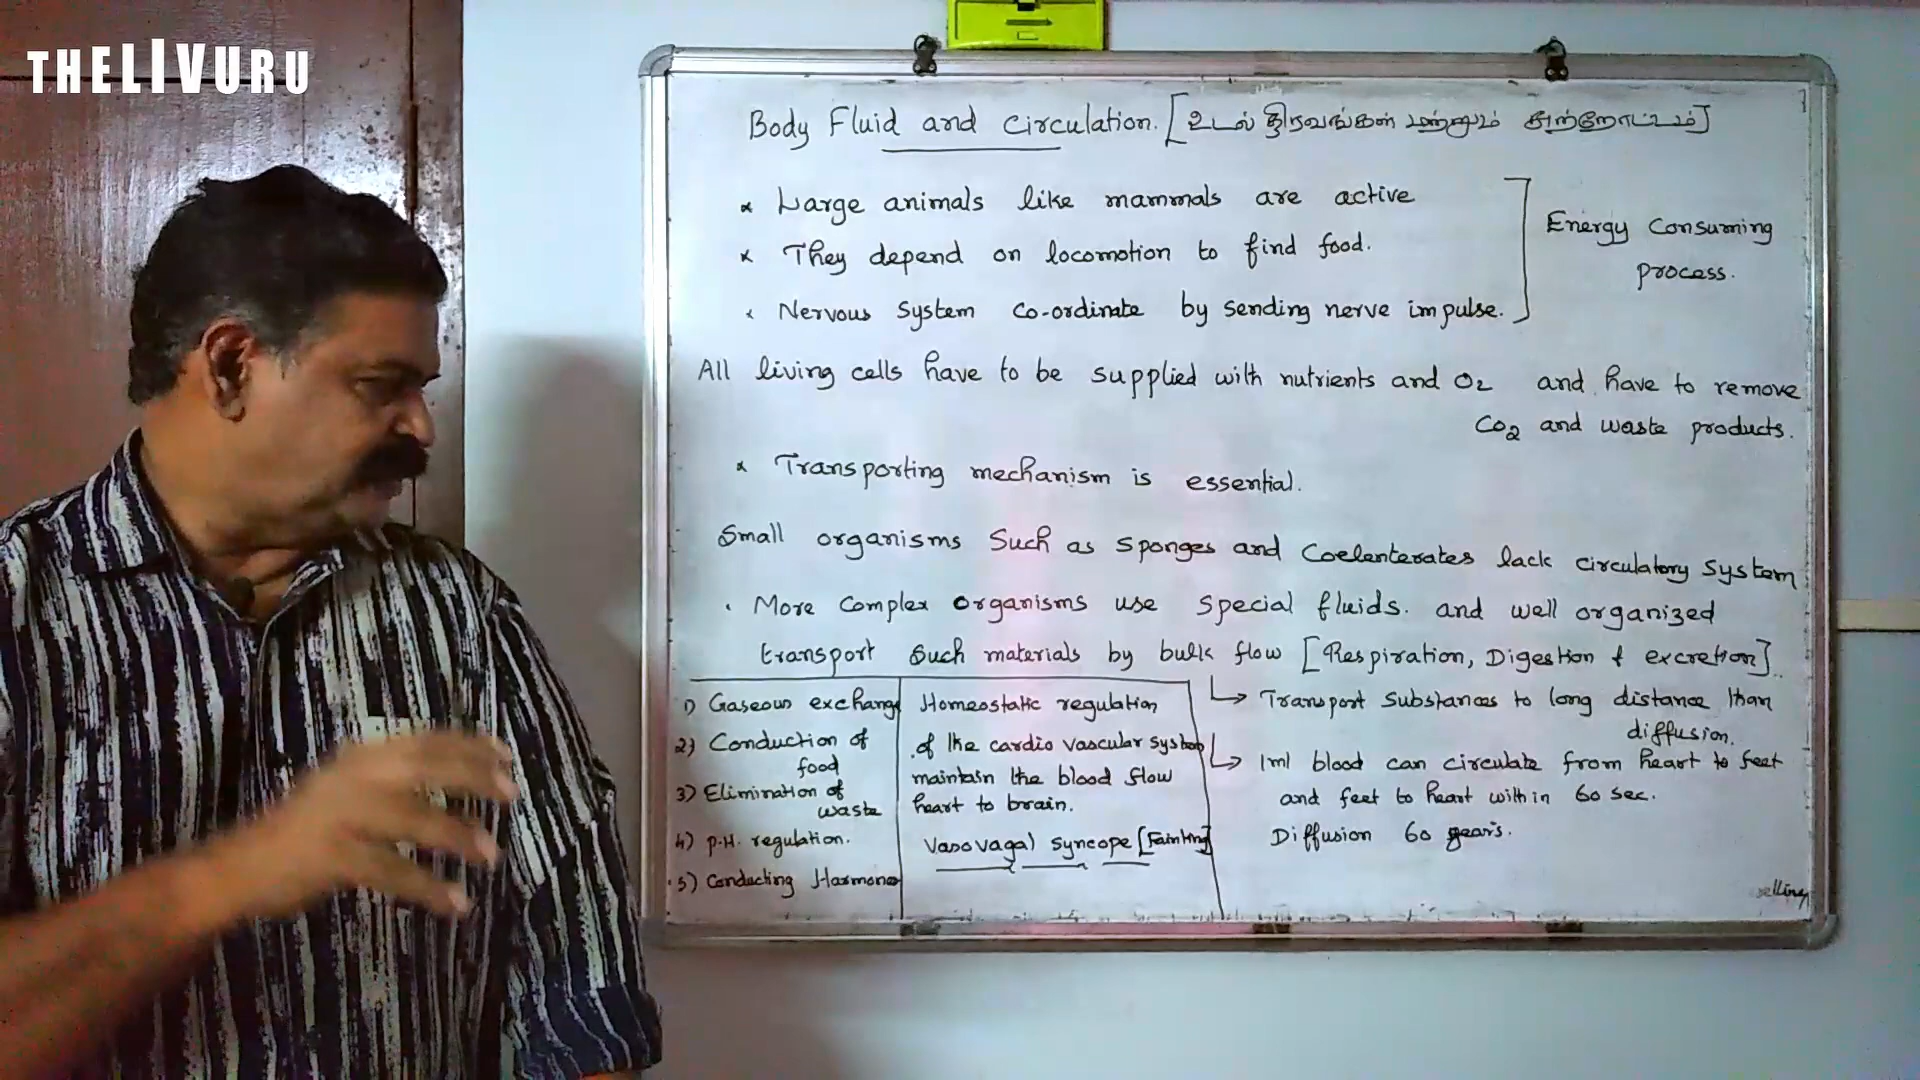 THELIVURU
Body Fluid and Circulation. [உடல் திரவங்கள் மற்றும் சுற்றோட்டம்]
* Large animals like mammals are active
* They depend on locomotion to find food.
* Nervous system co-ordinate by sending nerve impulse.
Energy Consuming
process.
All living cells have to be supplied with nutrients and O2 and have to remove
CO2 and waste products.
* Transporting mechanism is essential.
Small organisms such as sponges and coelenterates lack circulatory system
• More complex organisms use special fluids. and well organized
transport such materials by bulk flow [Respiration, Digestion & excretion]
1) Gaseous exchang
2) Conduction of
food
3) Elimination of
waste
4) P.H. regulation.
5) Conducting Harmone
Homeostatic regulation
of the cardio vascular system
maintain the blood flow
heart to brain.
Vasovagal syncope [Fainting]
↳ Transport substances to long distance than
diffusion.
↳ 1ml blood can circulate from heart to feet
and feet to heart within 60 sec.
Diffusion 60 years.